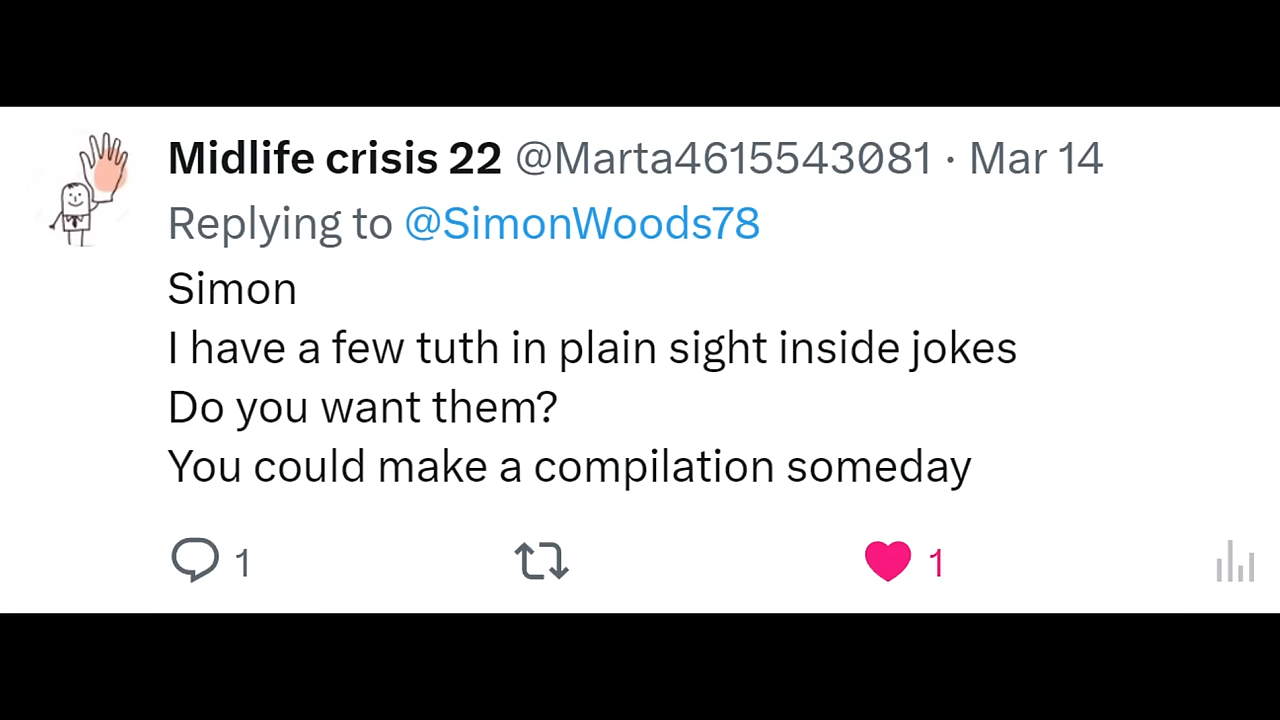 Midlife crisis 22 @Marta4615543081 · Mar 14
Replying to @SimonWoods78
Simon
I have a few tuth in plain sight inside jokes
Do you want them?
You could make a compilation someday
1 1